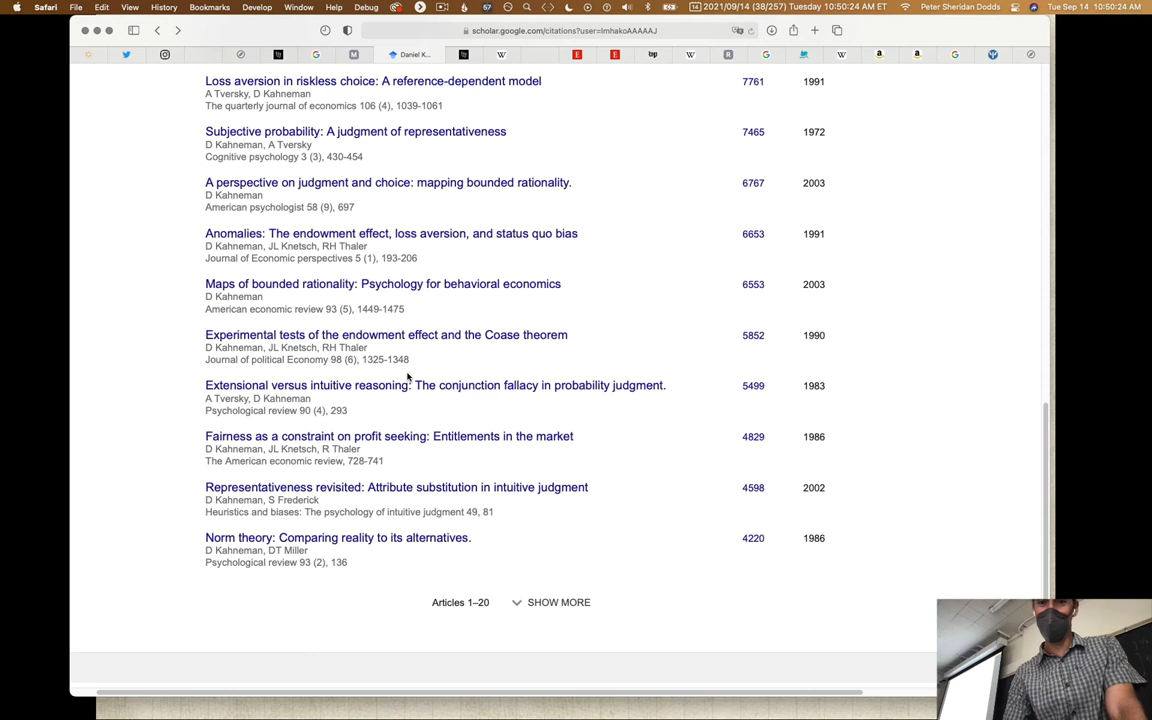 Safari File Edit View History Bookmarks Develop Window Help Debug 57 14 2021/09/14 (38/257) Tuesday 10:50:24 AM ET Peter Sheridan Dodds Tue Sep 14 10:50:24 AM
scholar.google.com/citations?user=ImhakoAAAAAJ
Daniel K...
Loss aversion in riskless choice: A reference-dependent model 7761 1991
A Tversky, D Kahneman
The quarterly journal of economics 106 (4), 1039-1061
Subjective probability: A judgment of representativeness 7465 1972
D Kahneman, A Tversky
Cognitive psychology 3 (3), 430-454
A perspective on judgment and choice: mapping bounded rationality. 6767 2003
D Kahneman
American psychologist 58 (9), 697
Anomalies: The endowment effect, loss aversion, and status quo bias 6653 1991
D Kahneman, JL Knetsch, RH Thaler
Journal of Economic perspectives 5 (1), 193-206
Maps of bounded rationality: Psychology for behavioral economics 6553 2003
D Kahneman
American economic review 93 (5), 1449-1475
Experimental tests of the endowment effect and the Coase theorem 5852 1990
D Kahneman, JL Knetsch, RH Thaler
Journal of political Economy 98 (6), 1325-1348
Extensional versus intuitive reasoning: The conjunction fallacy in probability judgment. 5499 1983
A Tversky, D Kahneman
Psychological review 90 (4), 293
Fairness as a constraint on profit seeking: Entitlements in the market 4829 1986
D Kahneman, JL Knetsch, R Thaler
The American economic review, 728-741
Representativeness revisited: Attribute substitution in intuitive judgment 4598 2002
D Kahneman, S Frederick
Heuristics and biases: The psychology of intuitive judgment 49, 81
Norm theory: Comparing reality to its alternatives. 4220 1986
D Kahneman, DT Miller
Psychological review 93 (2), 136
Articles 1–20 SHOW MORE